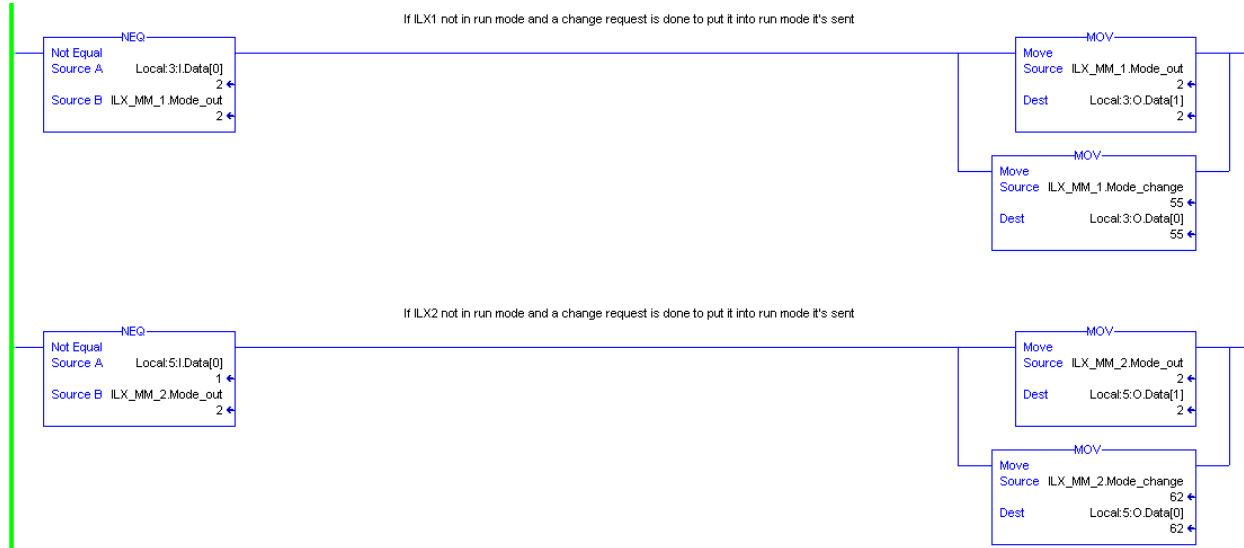 If ILX1 not in run mode and a change request is done to put it into run mode it's sent
NEQ
Not Equal
Source A Local:3:I.Data[0]
2
Source B ILX_MM_1.Mode_out
2
MOV
Move
Source ILX_MM_1.Mode_out
2
Dest Local:3:O.Data[1]
2
MOV
Move
Source ILX_MM_1.Mode_change
55
Dest Local:3:O.Data[0]
55
If ILX2 not in run mode and a change request is done to put it into run mode it's sent
NEQ
Not Equal
Source A Local:5:I.Data[0]
1
Source B ILX_MM_2.Mode_out
2
MOV
Move
Source ILX_MM_2.Mode_out
2
Dest Local:5:O.Data[1]
2
MOV
Move
Source ILX_MM_2.Mode_change
62
Dest Local:5:O.Data[0]
62